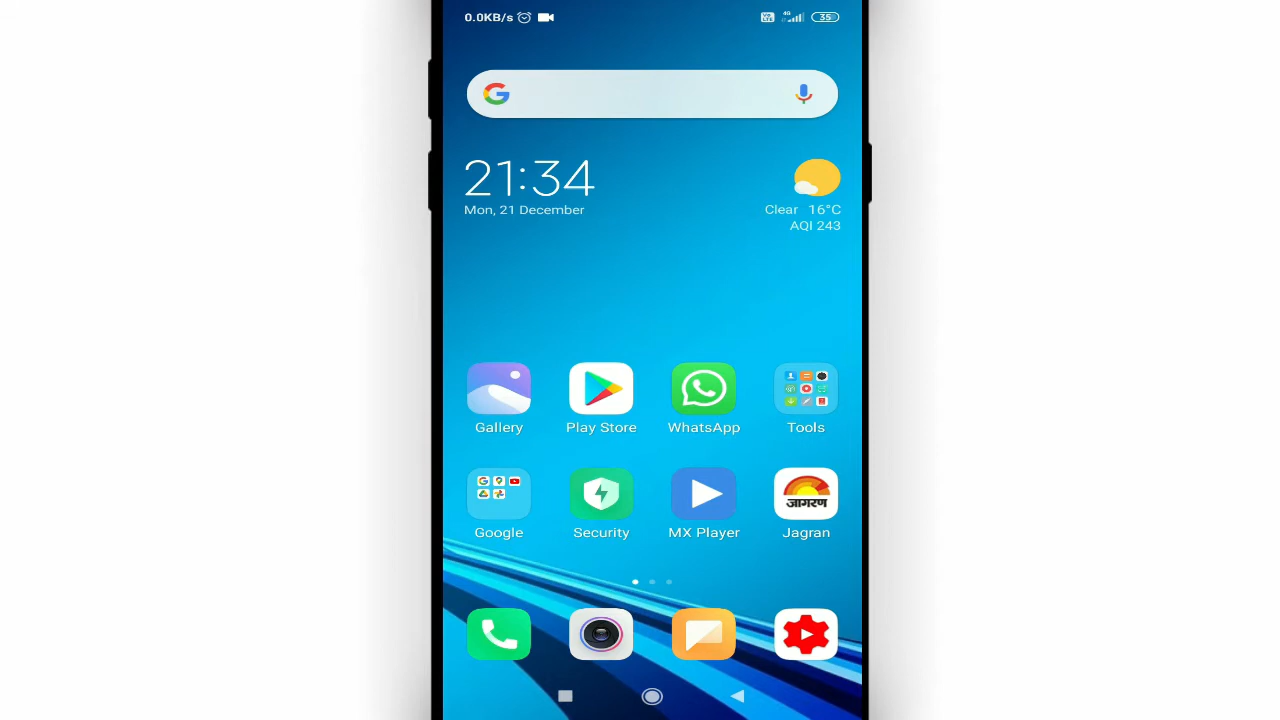 0.0KB/s 4G 35
21:34
Mon, 21 December
Clear 16°C
AQI 243
Gallery Play Store WhatsApp Tools
जागरण
Google Security MX Player Jagran